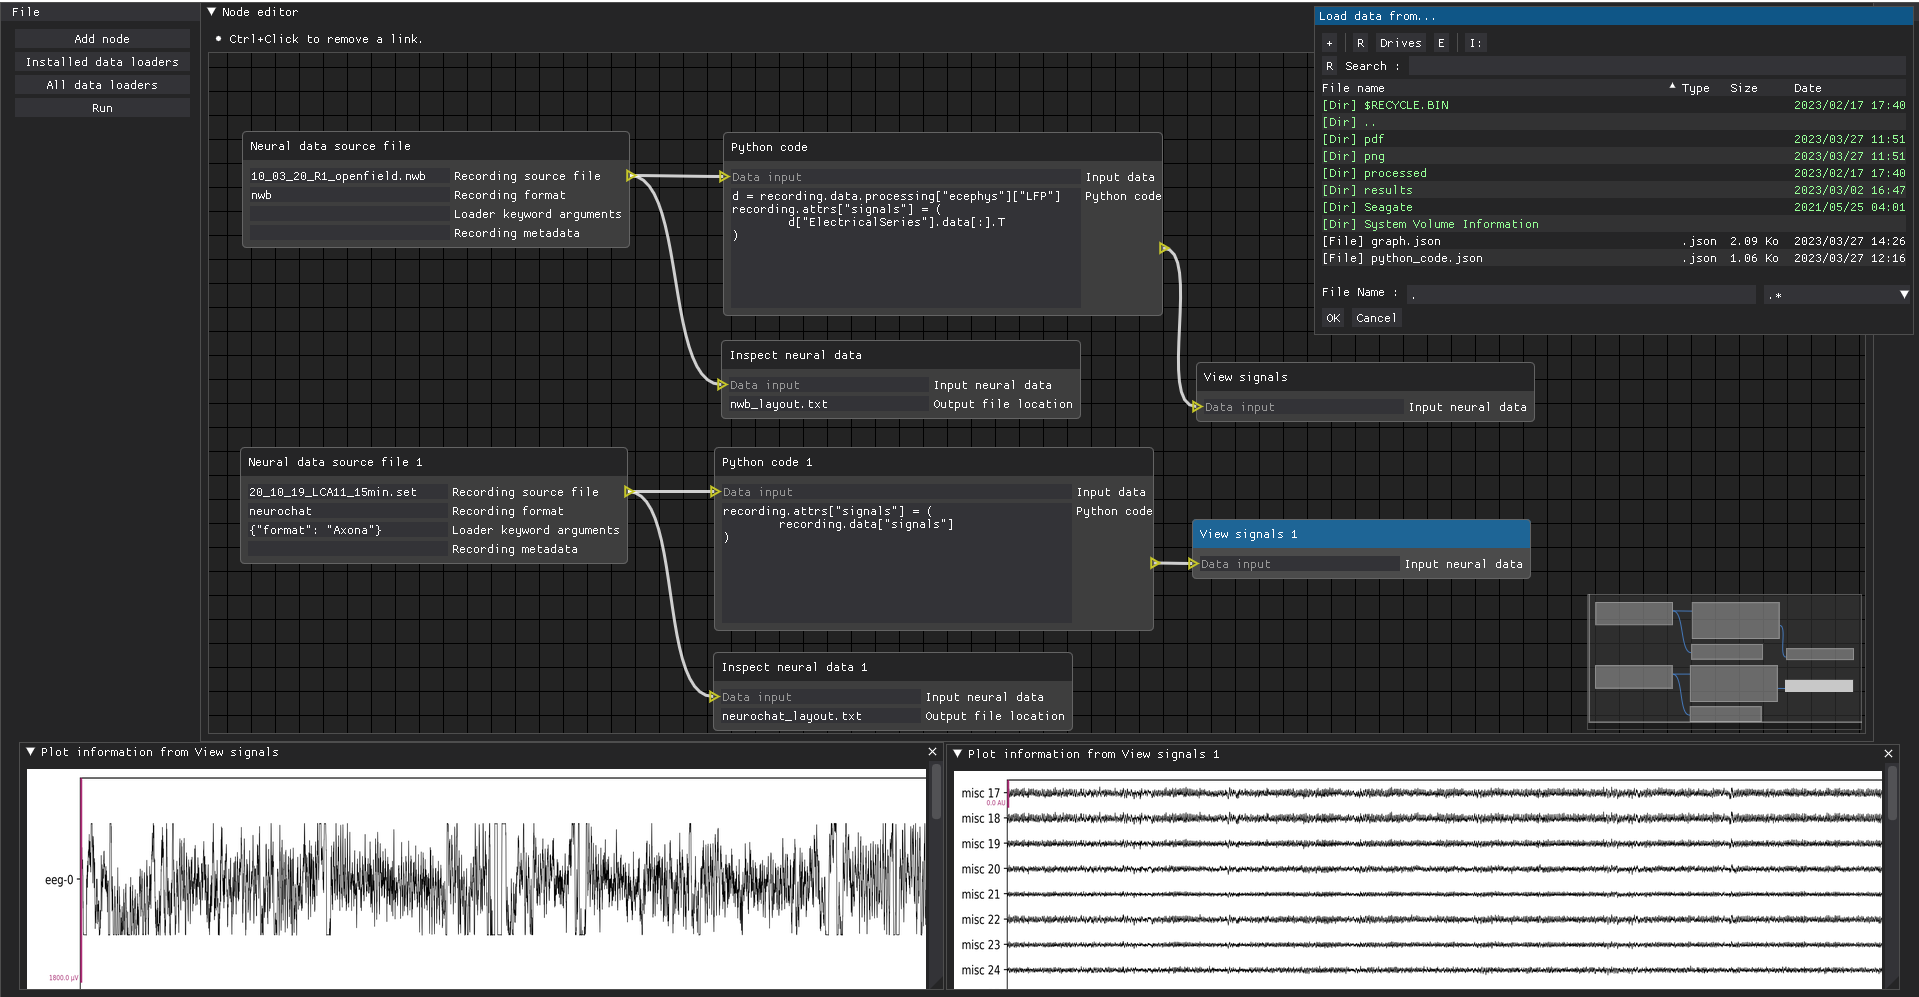 File
Add node
Installed data loaders
All data loaders
Run
Node editor
Ctrl+Click to remove a link.
Neural data source file
10_03_20_R1_openfield.nwb Recording source file
nwb Recording format
Loader keyword arguments
Recording metadata
Python code
Data input Input data
d = recording.data.processing["ecephys"]["LFP"] Python code
recording.attrs["signals"] = (
d["ElectricalSeries"].data[:].T
)
Inspect neural data
Data input Input neural data
nwb_layout.txt Output file location
View signals
Data input Input neural data
Neural data source file 1
20_10_19_LCA11_15min.set Recording source file
neurochat Recording format
{"format": "Axona"} Loader keyword arguments
Recording metadata
Python code 1
Data input Input data
recording.attrs["signals"] = ( Python code
recording.data["signals"]
)
View signals 1
Data input Input neural data
Inspect neural data 1
Data input Input neural data
neurochat_layout.txt Output file location
Load data from...
+ R Drives E I:
R Search :
File name Type Size Date
[Dir] $RECYCLE.BIN 2023/02/17 17:40
[Dir] ..
[Dir] pdf 2023/03/27 11:51
[Dir] png 2023/03/27 11:51
[Dir] processed 2023/02/17 17:40
[Dir] results 2023/03/02 16:47
[Dir] Seagate 2021/05/25 04:01
[Dir] System Volume Information
[File] graph.json .json 2.09 Ko 2023/03/27 14:26
[File] python_code.json .json 1.06 Ko 2023/03/27 12:16
File Name : . .*
OK Cancel
Plot information from View signals
eeg-0
1800.0 µV
Plot information from View signals 1
misc 17
0.0 AU
misc 18
misc 19
misc 20
misc 21
misc 22
misc 23
misc 24